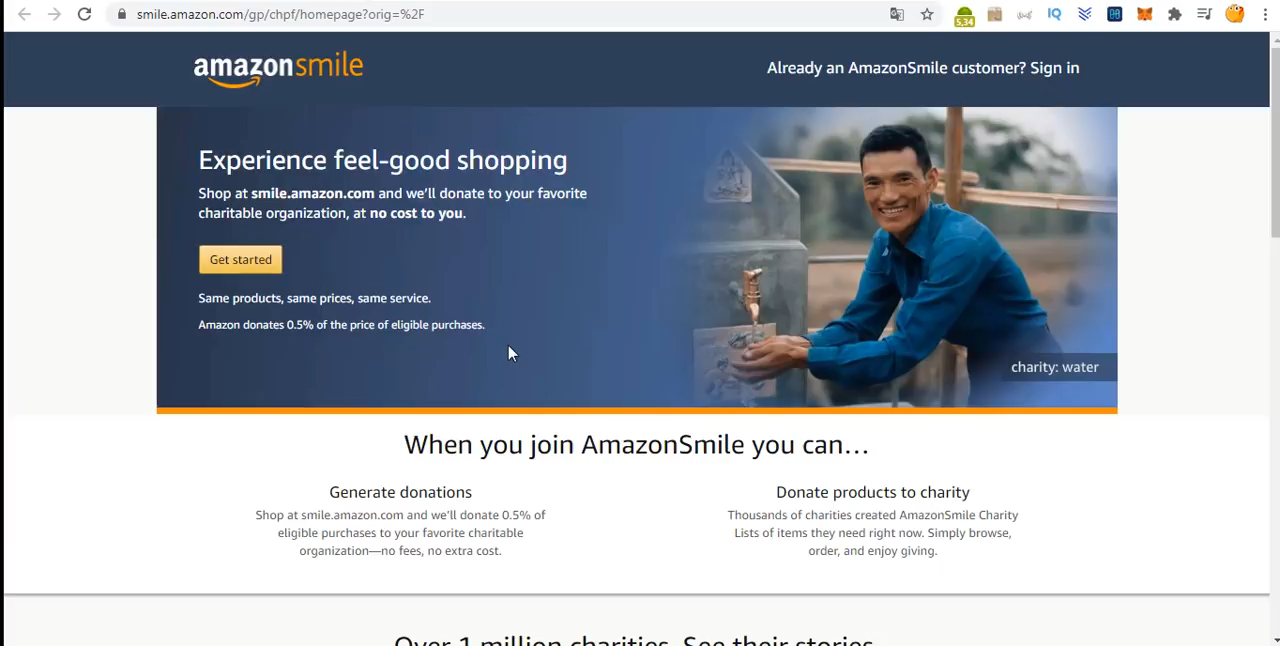 smile.amazon.com/gp/chpf/homepage?orig=%2F
5.34
IQ
amazonsmile
Already an AmazonSmile customer? Sign in
Experience feel-good shopping
Shop at smile.amazon.com and we'll donate to your favorite
charitable organization, at no cost to you.
Get started
Same products, same prices, same service.
Amazon donates 0.5% of the price of eligible purchases.
charity: water
When you join AmazonSmile you can…
Generate donations
Shop at smile.amazon.com and we'll donate 0.5% of
eligible purchases to your favorite charitable
organization—no fees, no extra cost.
Donate products to charity
Thousands of charities created AmazonSmile Charity
Lists of items they need right now. Simply browse,
order, and enjoy giving.
Over 1 million charities. See their stories.